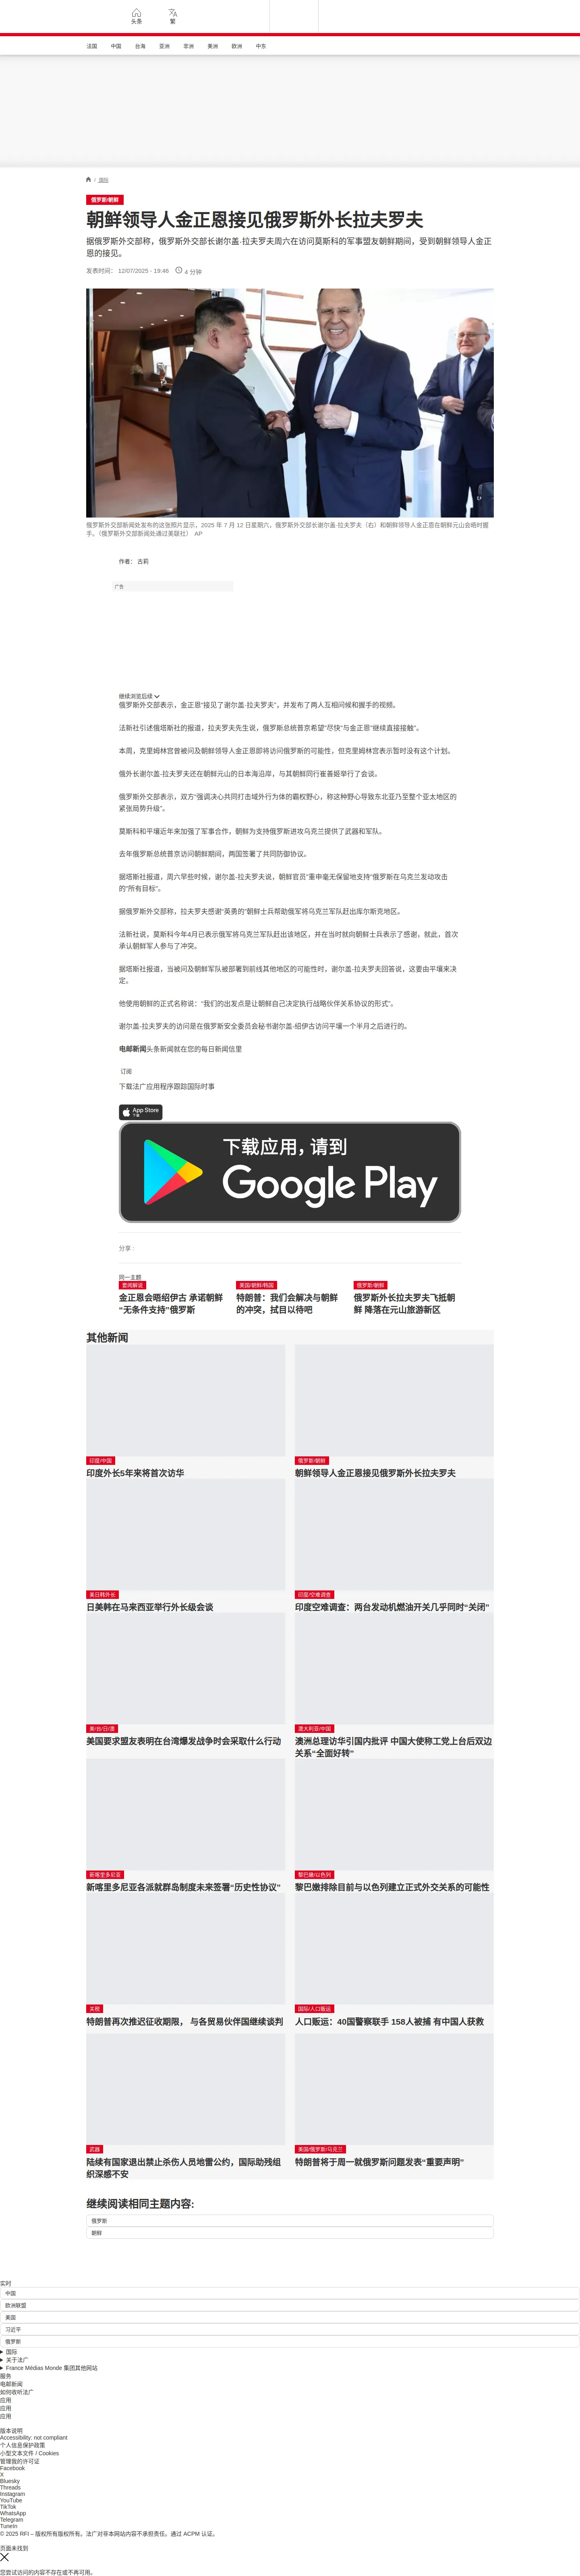 头条
繁
法国 中国 台海 亚洲 非洲 美洲 欧洲 中东
/ 国际
俄罗斯/朝鲜
朝鲜领导人金正恩接见俄罗斯外长拉夫罗夫
据俄罗斯外交部称，俄罗斯外交部长谢尔盖·拉夫罗夫周六在访问莫斯科的军事盟友朝鲜期间，受到朝鲜领导人金正
恩的接见。
发表时间： 12/07/2025 - 19:46 4 分钟
俄罗斯外交部新闻处发布的这张照片显示，2025 年 7 月 12 日星期六，俄罗斯外交部长谢尔盖·拉夫罗夫（右）和朝鲜领导人金正恩在朝鲜元山会晤时握
手。（俄罗斯外交部新闻处通过美联社） AP
作者： 古莉
广告
继续浏览后续
俄罗斯外交部表示，金正恩“接见了谢尔盖·拉夫罗夫”，并发布了两人互相问候和握手的视频。
法新社引述俄塔斯社的报道，拉夫罗夫先生说，俄罗斯总统普京希望“尽快”与金正恩“继续直接接触”。
本周，克里姆林宫曾被问及朝鲜领导人金正恩即将访问俄罗斯的可能性，但克里姆林宫表示暂时没有这个计划。
俄外长谢尔盖·拉夫罗夫还在朝鲜元山的日本海沿岸，与其朝鲜同行崔善姬举行了会谈。
俄罗斯外交部表示，双方“强调决心共同打击域外行为体的霸权野心，称这种野心导致东北亚乃至整个亚太地区的
紧张局势升级”。
莫斯科和平壤近年来加强了军事合作，朝鲜为支持俄罗斯进攻乌克兰提供了武器和军队。
去年俄罗斯总统普京访问朝鲜期间，两国签署了共同防御协议。
据塔斯社报道，周六早些时候，谢尔盖·拉夫罗夫说，朝鲜官员“重申毫无保留地支持”俄罗斯在乌克兰发动攻击
的“所有目标”。
据俄罗斯外交部称，拉夫罗夫感谢“英勇的”朝鲜士兵帮助俄军将乌克兰军队赶出库尔斯克地区。
法新社说，莫斯科今年4月已表示俄军将乌克兰军队赶出该地区，并在当时就向朝鲜士兵表示了感谢，就此，首次
承认朝鲜军人参与了冲突。
据塔斯社报道，当被问及朝鲜军队被部署到前线其他地区的可能性时，谢尔盖·拉夫罗夫回答说，这要由平壤来决
定。
他使用朝鲜的正式名称说：“我们的出发点是让朝鲜自己决定执行战略伙伴关系协议的形式”。
谢尔盖·拉夫罗夫的访问是在俄罗斯安全委员会秘书谢尔盖-绍伊古访问平壤一个半月之后进行的。
电邮新闻头条新闻就在您的每日新闻信里
订阅
下载法广应用程序跟踪国际时事
App Store
下载
下载应用，请到
Google Play
分享 :
同一主题
要闻解说
金正恩会晤绍伊古 承诺朝鲜
“无条件支持”俄罗斯
美国/朝鲜/韩国
特朗普：我们会解决与朝鲜
的冲突，拭目以待吧
俄罗斯/朝鲜
俄罗斯外长拉夫罗夫飞抵朝
鲜 降落在元山旅游新区
其他新闻
印度/中国
印度外长5年来将首次访华
俄罗斯/朝鲜
朝鲜领导人金正恩接见俄罗斯外长拉夫罗夫
美日韩外长
日美韩在马来西亚举行外长级会谈
印度/空难调查
印度空难调查：两台发动机燃油开关几乎同时“关闭”
美/台/日/澳
美国要求盟友表明在台湾爆发战争时会采取什么行动
澳大利亚/中国
澳洲总理访华引国内批评 中国大使称工党上台后双边
关系“全面好转”
新喀里多尼亚
新喀里多尼亚各派就群岛制度未来签署“历史性协议”
黎巴嫩/以色列
黎巴嫩排除目前与以色列建立正式外交关系的可能性
关税
特朗普再次推迟征收期限， 与各贸易伙伴国继续谈判
国际/人口贩运
人口贩运：40国警察联手 158人被捕 有中国人获救
武器
陆续有国家退出禁止杀伤人员地雷公约，国际助残组
织深感不安
美国/俄罗斯/乌克兰
特朗普将于周一就俄罗斯问题发表“重要声明”
继续阅读相同主题内容:
俄罗斯
朝鲜
实时
中国
欧洲联盟
美国
习近平
俄罗斯
国际
关于法广
France Médias Monde 集团其他网站
服务
电邮新闻
如何收听法广
应用
应用
应用
版本说明
Accessibility: not compliant
个人信息保护政策
小型文本文件 / Cookies
管理我的许可证
Facebook
X
Bluesky
Threads
Instagram
YouTube
TikTok
WhatsApp
Telegram
TuneIn
© 2025 RFI – 版权所有版权所有。法广对非本网站内容不承担责任。通过 ACPM 认证。
页面未找到
您尝试访问的内容不存在或不再可用。